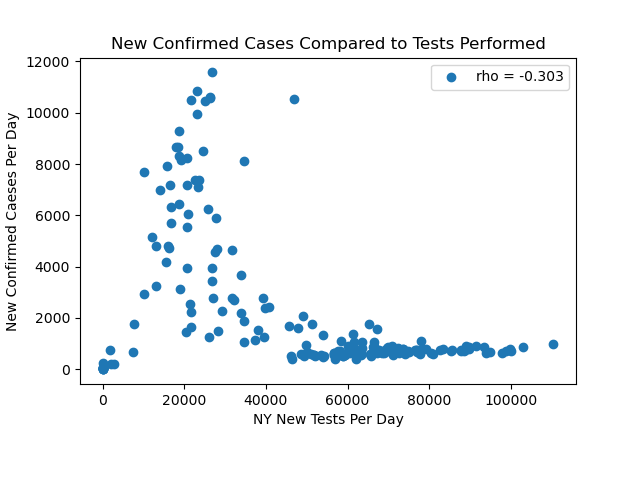 New Confirmed Cases Compared to Tests Performed
rho = -0.303
12000
10000
8000
6000
4000
2000
0
New Confirmed Caeses Per Day
0 20000 40000 60000 80000 100000
NY New Tests Per Day